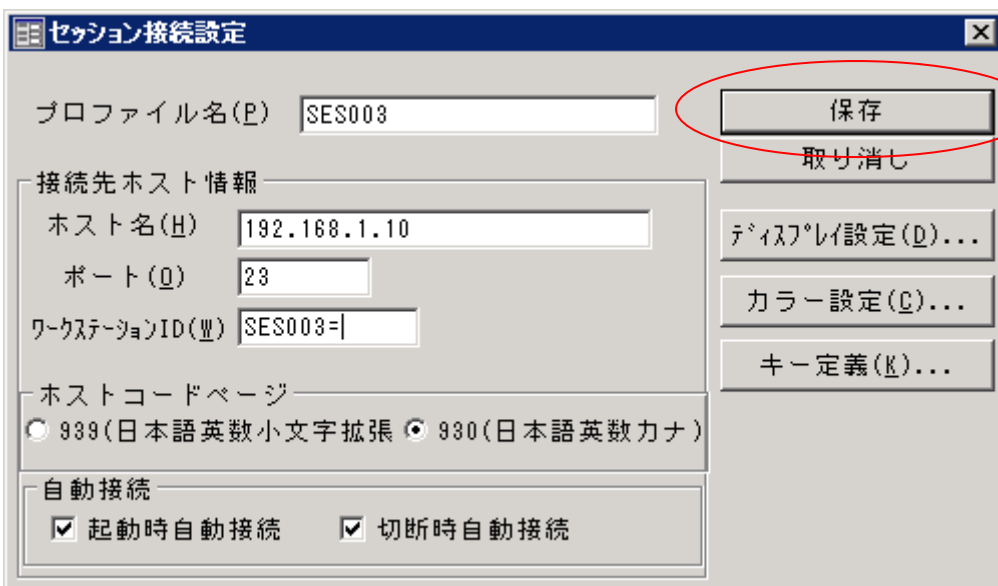 セッション接続設定
プロファイル名(P) SES003
保存
取り消し
接続先ホスト情報
ホスト名(H) 192.168.1.10
ディスプレイ設定(D)...
ポート(O) 23
カラー設定(C)...
ワークステーションID(W) SES003=
キー定義(K)...
ホストコードページ
939(日本語英数小文字拡張 930(日本語英数カナ)
自動接続
起動時自動接続 切断時自動接続